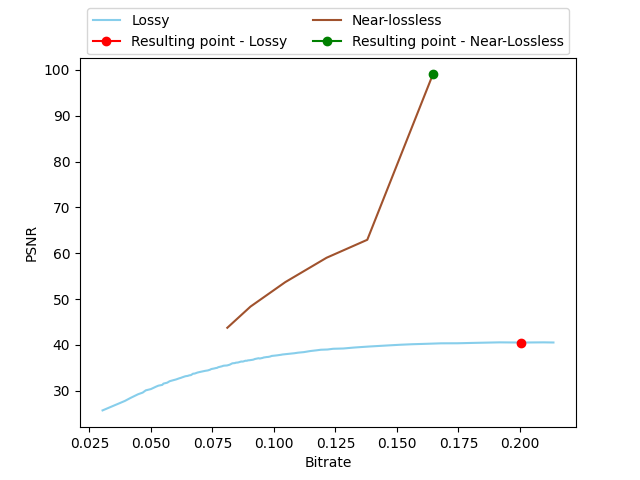 Lossy
Near-lossless
Resulting point - Lossy
Resulting point - Near-Lossless
100
90
80
70
60
50
40
30
PSNR
0.025 0.050 0.075 0.100 0.125 0.150 0.175 0.200
Bitrate